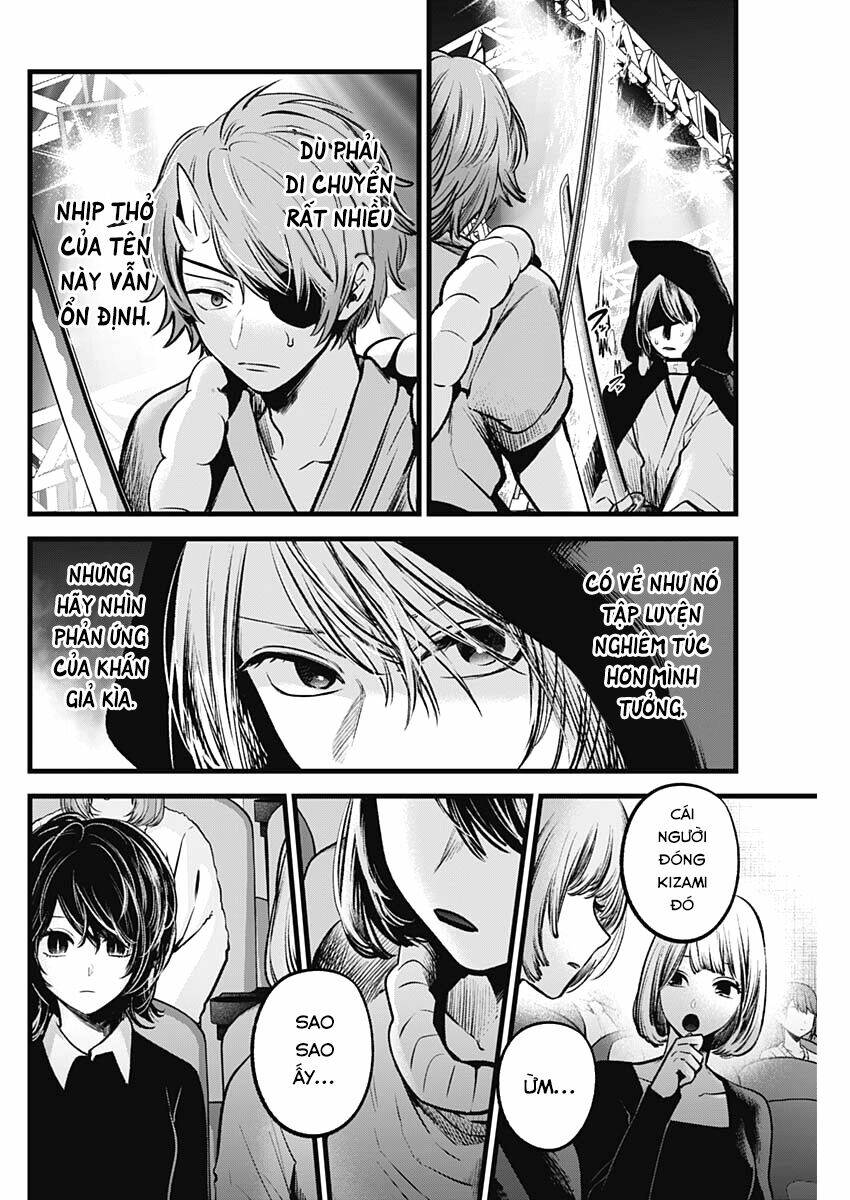 DÙ PHẢI
DI CHUYỂN
RẤT NHIỀU
NHỊP THỞ
CỦA TÊN
NÀY VẪN
ỔN ĐỊNH.
CÓ VẺ NHƯ NÓ
TẬP LUYỆN
NGHIÊM TÚC
HƠN MÌNH
TƯỞNG.
NHƯNG
HÃY NHÌN
PHẢN ỨNG
CỦA KHÁN
GIẢ KÌA.
CÁI
NGƯỜI
ĐÓNG
KIZAMI
ĐÓ
ỪM...
SAO
SAO
ẤY...